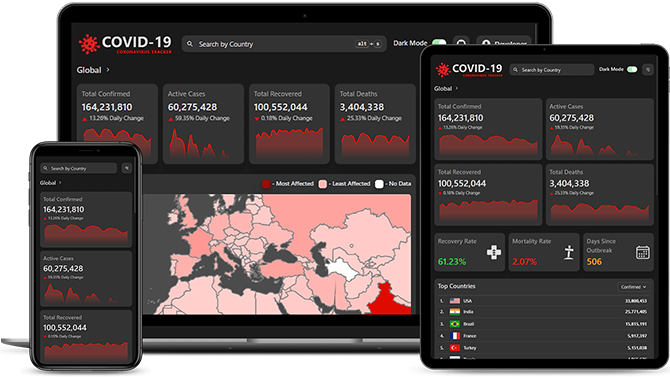 COVID-19
CORONAVIRUS TRACKER
Search by Country
alt + s
Dark Mode
Developer
Global
Total Confirmed
164,231,810
13.26% Daily Change
Active Cases
60,275,428
59.35% Daily Change
Total Recovered
100,552,044
0.18% Daily Change
Total Deaths
3,404,338
25.33% Daily Change
- Most Affected
- Least Affected
- No Data
Search by Country
Global
Total Confirmed
164,231,810
13.26% Daily Change
Active Cases
60,275,428
59.35% Daily Change
Total Recovered
100,552,044
0.18% Daily Change
COVID-19
CORONAVIRUS TRACKER
Search by Country
Dark Mode
Global
Total Confirmed
164,231,810
13.26% Daily Change
Active Cases
60,275,428
59.35% Daily Change
Total Recovered
100,552,044
0.18% Daily Change
Total Deaths
3,404,338
25.33% Daily Change
Recovery Rate
61.23%
Mortality Rate
2.07%
Days Since
Outbreak
506
Top Countries
Confirmed
1. USA 33,800,453
2. India 25,771,405
3. Brazil 15,815,191
4. France 5,917,397
5. Turkey 5,151,038